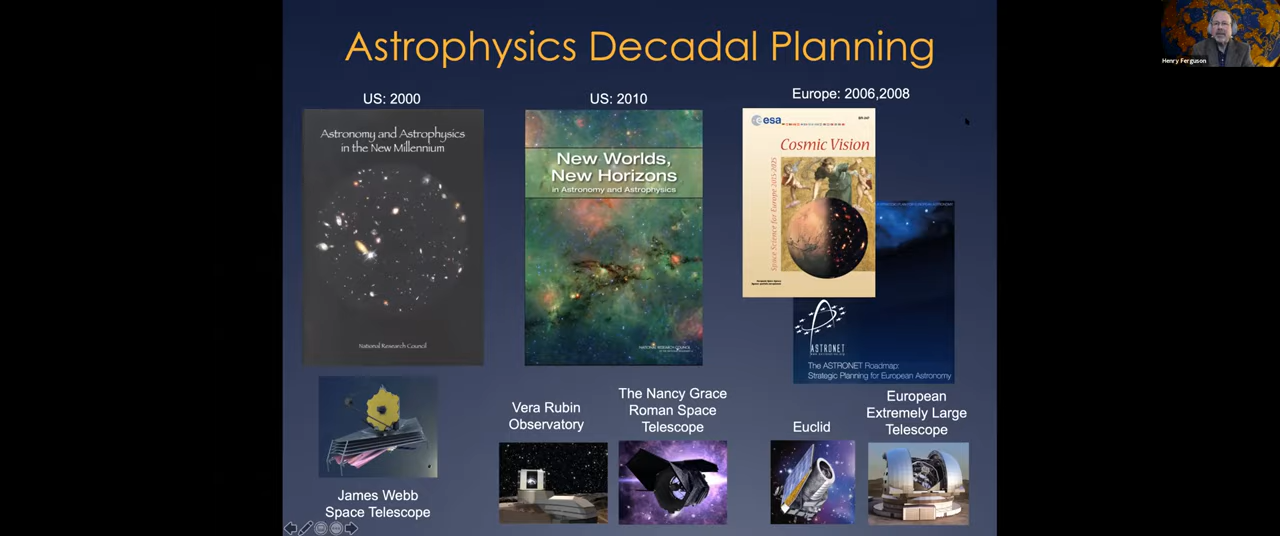 Astrophysics Decadal Planning
Henry Ferguson
US: 2000
Astronomy and Astrophysics
in the New Millennium
National Research Council
James Webb
Space Telescope
US: 2010
New Worlds,
New Horizons
in Astronomy and Astrophysics
Vera Rubin
Observatory
The Nancy Grace
Roman Space
Telescope
Europe: 2006,2008
esa
Cosmic Vision
Space Science for Europe 2015-2025
ASTRONET
The ASTRONET Roadmap:
Strategic Planning for European Astronomy
Euclid
European
Extremely Large
Telescope